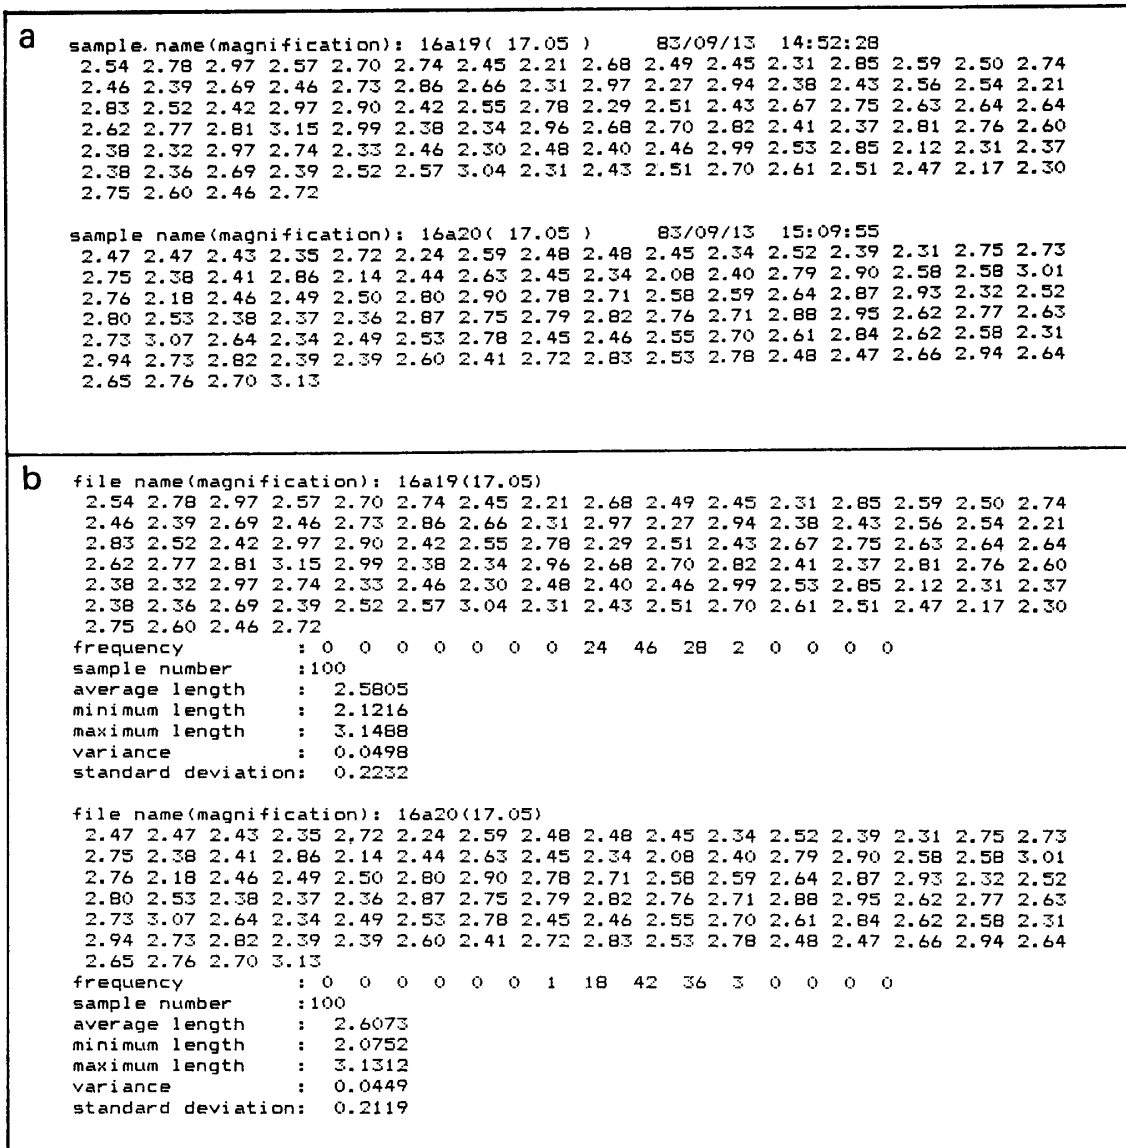 a
sample name(magnification): 16a19( 17.05 ) 83/09/13 14:52:28
2.54 2.78 2.97 2.57 2.70 2.74 2.45 2.21 2.68 2.49 2.45 2.31 2.85 2.59 2.50 2.74
2.46 2.39 2.69 2.46 2.73 2.86 2.66 2.31 2.97 2.27 2.94 2.38 2.43 2.56 2.54 2.21
2.83 2.52 2.42 2.97 2.90 2.42 2.55 2.78 2.29 2.51 2.43 2.67 2.75 2.63 2.64 2.64
2.62 2.77 2.81 3.15 2.99 2.38 2.34 2.96 2.68 2.70 2.82 2.41 2.37 2.81 2.76 2.60
2.38 2.32 2.97 2.74 2.33 2.46 2.30 2.48 2.40 2.46 2.99 2.53 2.85 2.12 2.31 2.37
2.38 2.36 2.69 2.39 2.52 2.57 3.04 2.31 2.43 2.51 2.70 2.61 2.51 2.47 2.17 2.30
2.75 2.60 2.46 2.72
sample name(magnification): 16a20( 17.05 ) 83/09/13 15:09:55
2.47 2.47 2.43 2.35 2.72 2.24 2.59 2.48 2.48 2.45 2.34 2.52 2.39 2.31 2.75 2.73
2.75 2.38 2.41 2.86 2.14 2.44 2.63 2.45 2.34 2.08 2.40 2.79 2.90 2.58 2.58 3.01
2.76 2.18 2.46 2.49 2.50 2.80 2.90 2.78 2.71 2.58 2.59 2.64 2.87 2.93 2.32 2.52
2.80 2.53 2.38 2.37 2.36 2.87 2.75 2.79 2.82 2.76 2.71 2.88 2.95 2.62 2.77 2.63
2.73 3.07 2.64 2.34 2.49 2.53 2.78 2.45 2.46 2.55 2.70 2.61 2.84 2.62 2.58 2.31
2.94 2.73 2.82 2.39 2.39 2.60 2.41 2.72 2.83 2.53 2.78 2.48 2.47 2.66 2.94 2.64
2.65 2.76 2.70 3.13
b
file name(magnification): 16a19(17.05)
2.54 2.78 2.97 2.57 2.70 2.74 2.45 2.21 2.68 2.49 2.45 2.31 2.85 2.59 2.50 2.74
2.46 2.39 2.69 2.46 2.73 2.86 2.66 2.31 2.97 2.27 2.94 2.38 2.43 2.56 2.54 2.21
2.83 2.52 2.42 2.97 2.90 2.42 2.55 2.78 2.29 2.51 2.43 2.67 2.75 2.63 2.64 2.64
2.62 2.77 2.81 3.15 2.99 2.38 2.34 2.96 2.68 2.70 2.82 2.41 2.37 2.81 2.76 2.60
2.38 2.32 2.97 2.74 2.33 2.46 2.30 2.48 2.40 2.46 2.99 2.53 2.85 2.12 2.31 2.37
2.38 2.36 2.69 2.39 2.52 2.57 3.04 2.31 2.43 2.51 2.70 2.61 2.51 2.47 2.17 2.30
2.75 2.60 2.46 2.72
frequency : 0 0 0 0 0 0 0 24 46 28 2 0 0 0 0
sample number :100
average length : 2.5805
minimum length : 2.1216
maximum length : 3.1488
variance : 0.0498
standard deviation: 0.2232
file name(magnification): 16a20(17.05)
2.47 2.47 2.43 2.35 2.72 2.24 2.59 2.48 2.48 2.45 2.34 2.52 2.39 2.31 2.75 2.73
2.75 2.38 2.41 2.86 2.14 2.44 2.63 2.45 2.34 2.08 2.40 2.79 2.90 2.58 2.58 3.01
2.76 2.18 2.46 2.49 2.50 2.80 2.90 2.78 2.71 2.58 2.59 2.64 2.87 2.93 2.32 2.52
2.80 2.53 2.38 2.37 2.36 2.87 2.75 2.79 2.82 2.76 2.71 2.88 2.95 2.62 2.77 2.63
2.73 3.07 2.64 2.34 2.49 2.53 2.78 2.45 2.46 2.55 2.70 2.61 2.84 2.62 2.58 2.31
2.94 2.73 2.82 2.39 2.39 2.60 2.41 2.72 2.83 2.53 2.78 2.48 2.47 2.66 2.94 2.64
2.65 2.76 2.70 3.13
frequency : 0 0 0 0 0 0 1 18 42 36 3 0 0 0 0
sample number :100
average length : 2.6073
minimum length : 2.0752
maximum length : 3.1312
variance : 0.0449
standard deviation: 0.2119